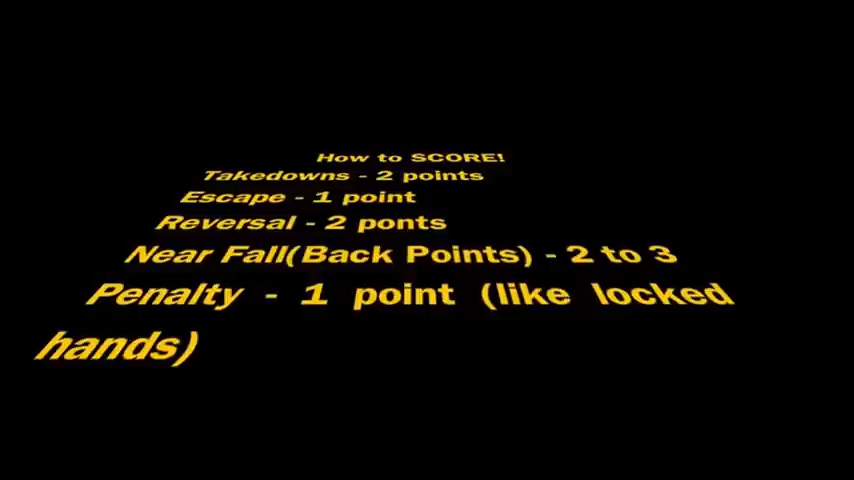 How to SCORE!
Takedowns - 2 points
Escape - 1 point
Reversal - 2 ponts
Near Fall(Back Points) - 2 to 3
Penalty - 1 point (like locked
hands)